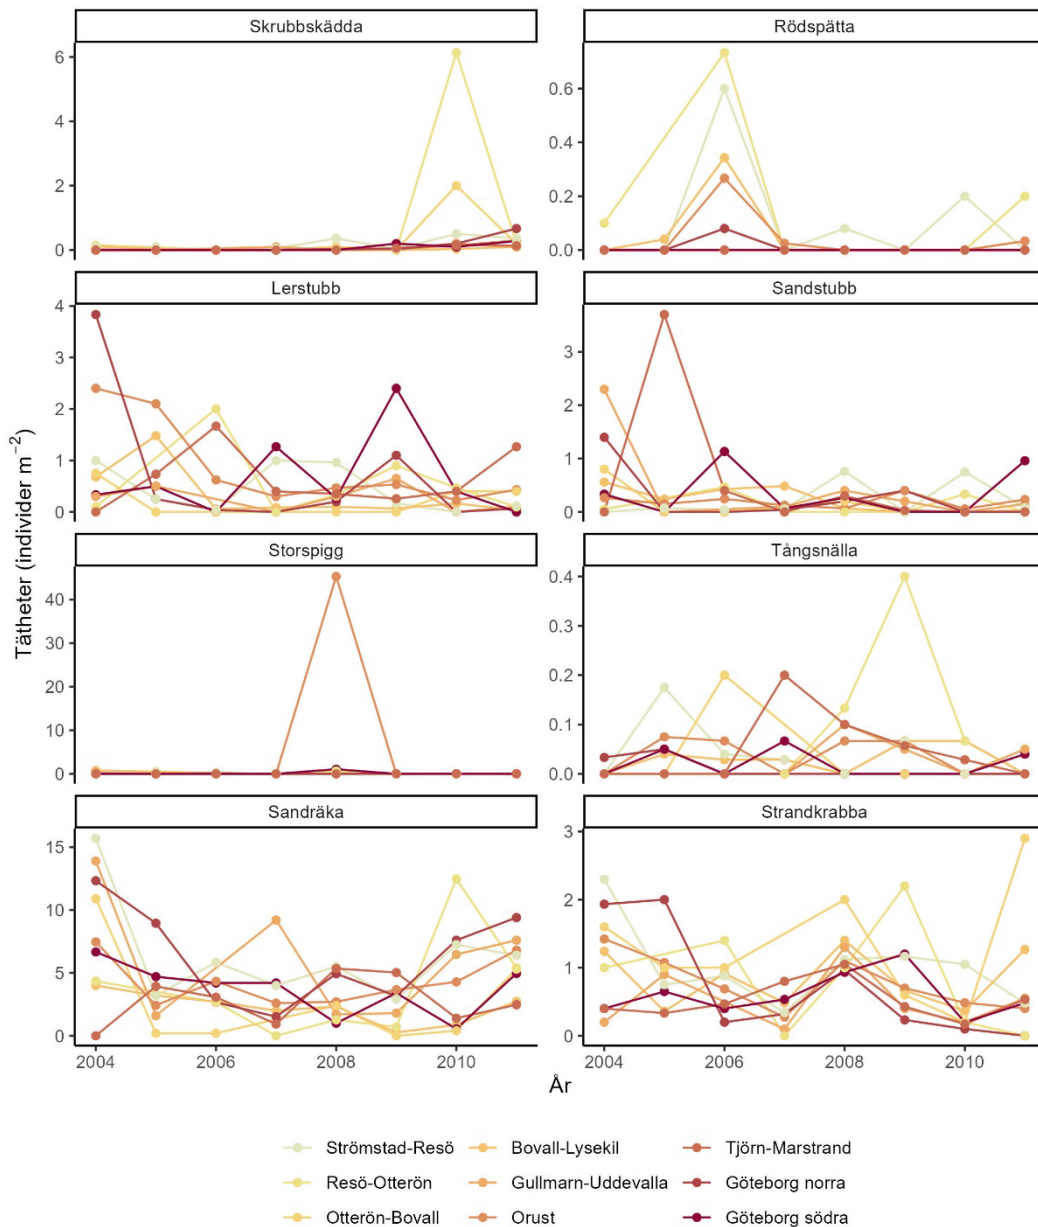 Skrubbskädda
Rödspätta
6
4
2
0
0.6
0.4
0.2
0.0
Lerstubb
Sandstubb
4
3
2
1
0
3
2
1
0
Storspigg
Tångsnälla
40
30
20
10
0
0.4
0.3
0.2
0.1
0.0
Sandräka
Strandkrabba
15
10
5
0
3
2
1
0
2004 2006 2008 2010
2004 2006 2008 2010
Tätheter (individer m⁻²)
År
Strömstad-Resö Bovall-Lysekil Tjörn-Marstrand
Resö-Otterön Gullmarn-Uddevalla Göteborg norra
Otterön-Bovall Orust Göteborg södra